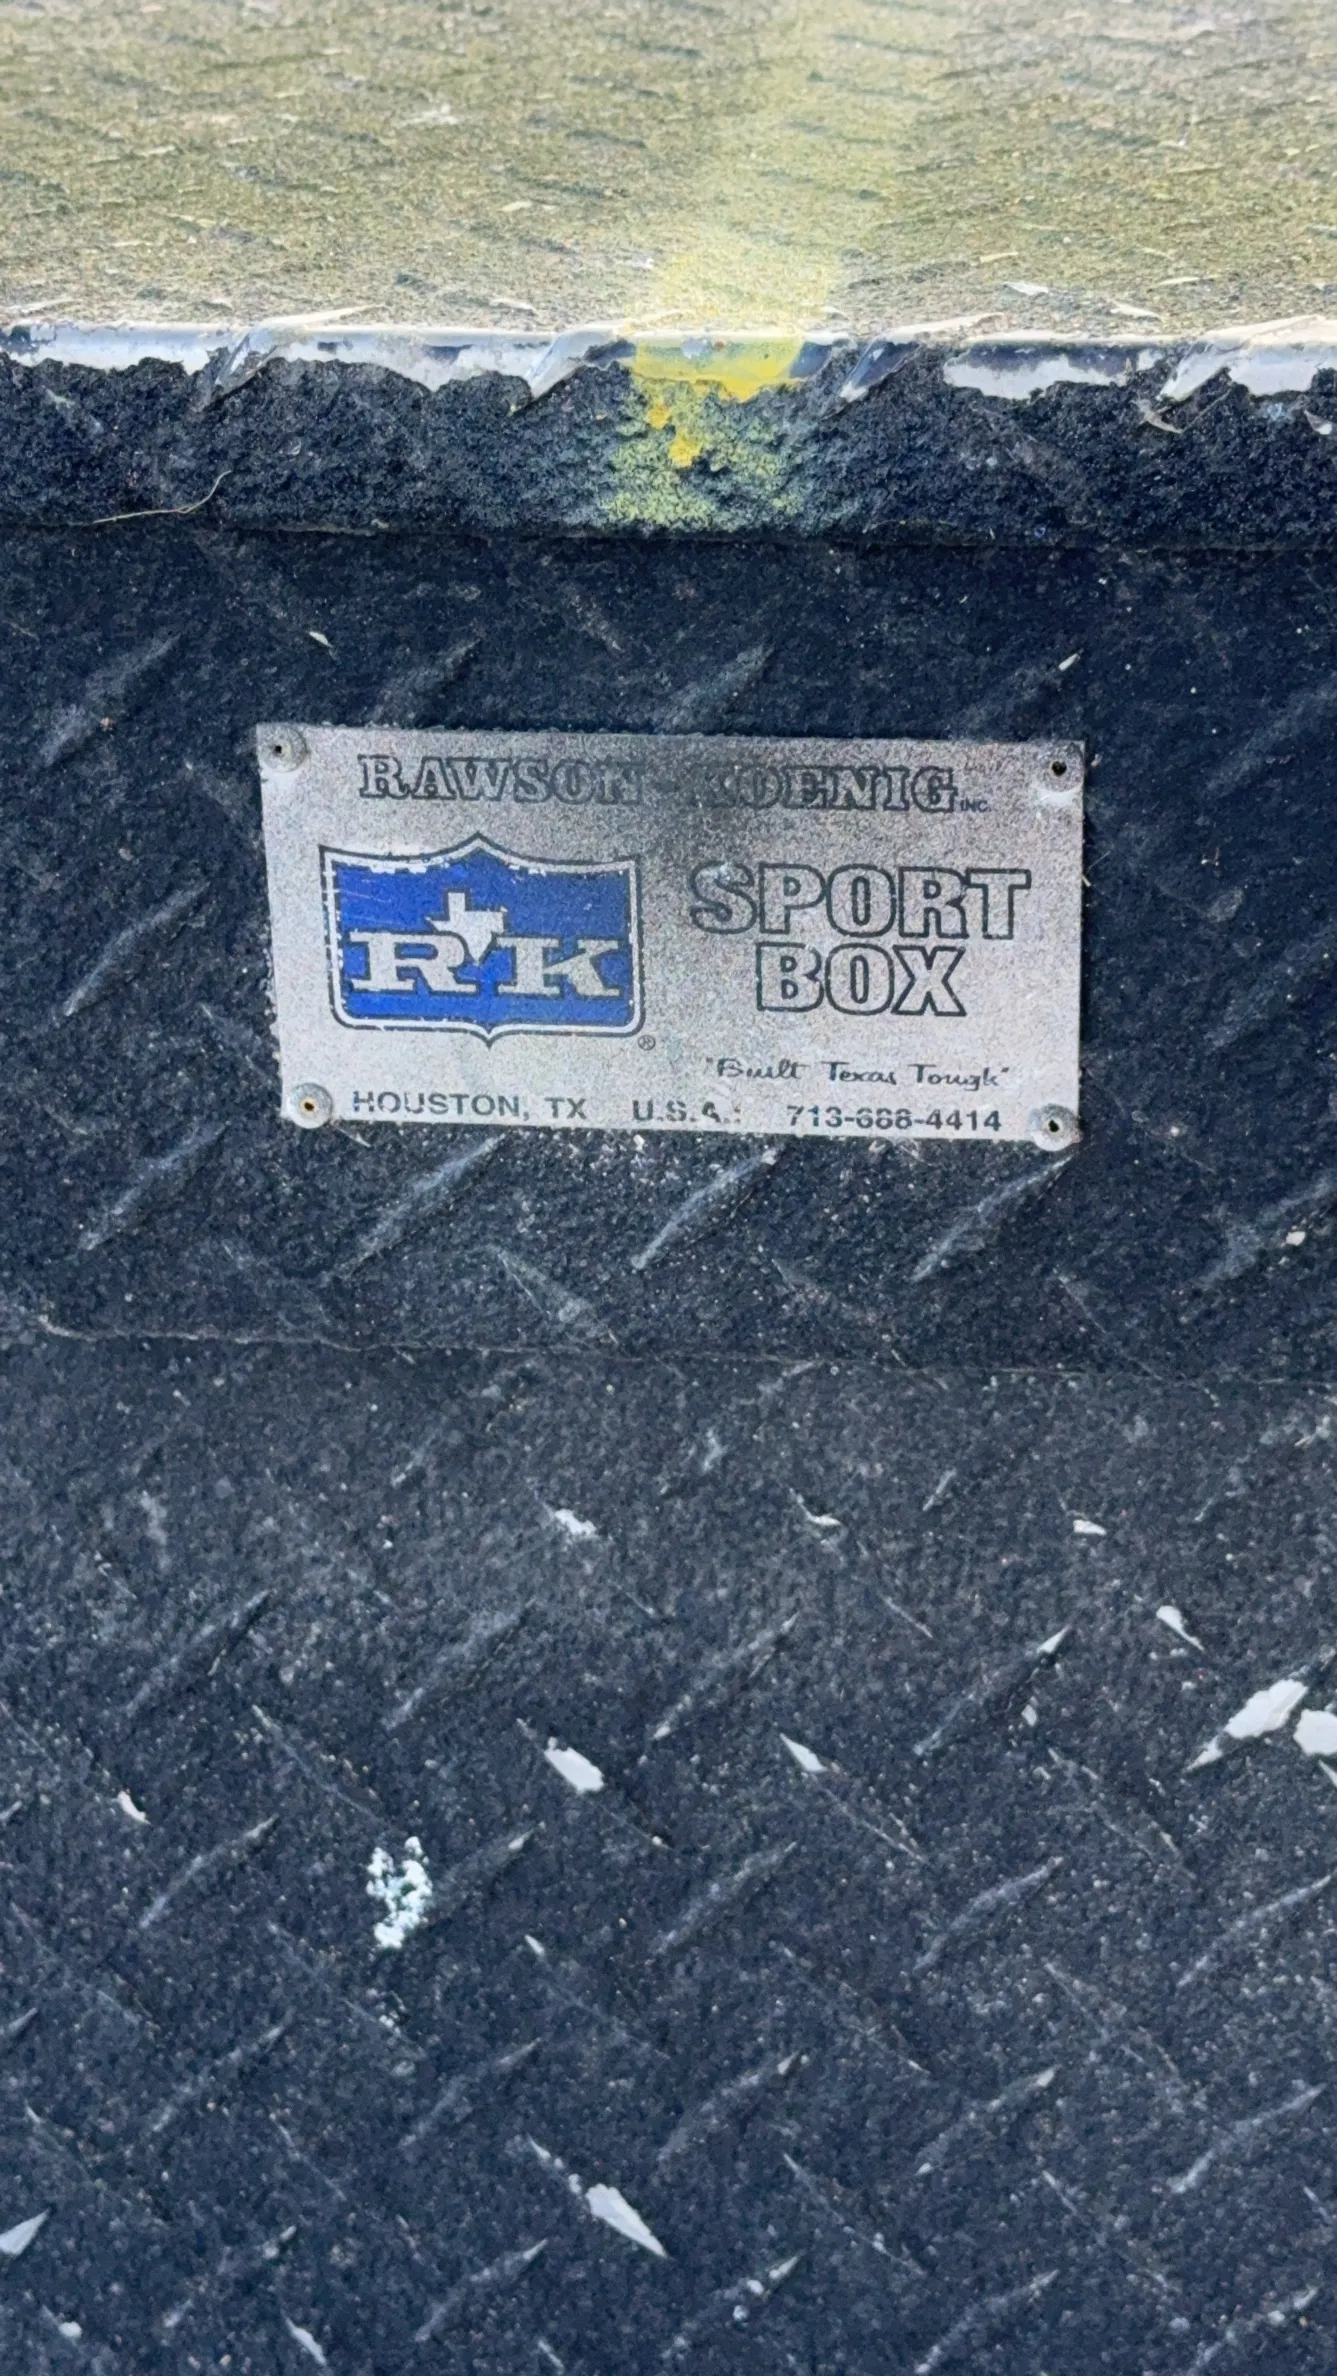 RAWSON-KOENIG INC.
R K
®
SPORT
BOX
"Built Texas Tough"
HOUSTON, TX U.S.A. 713-688-4414